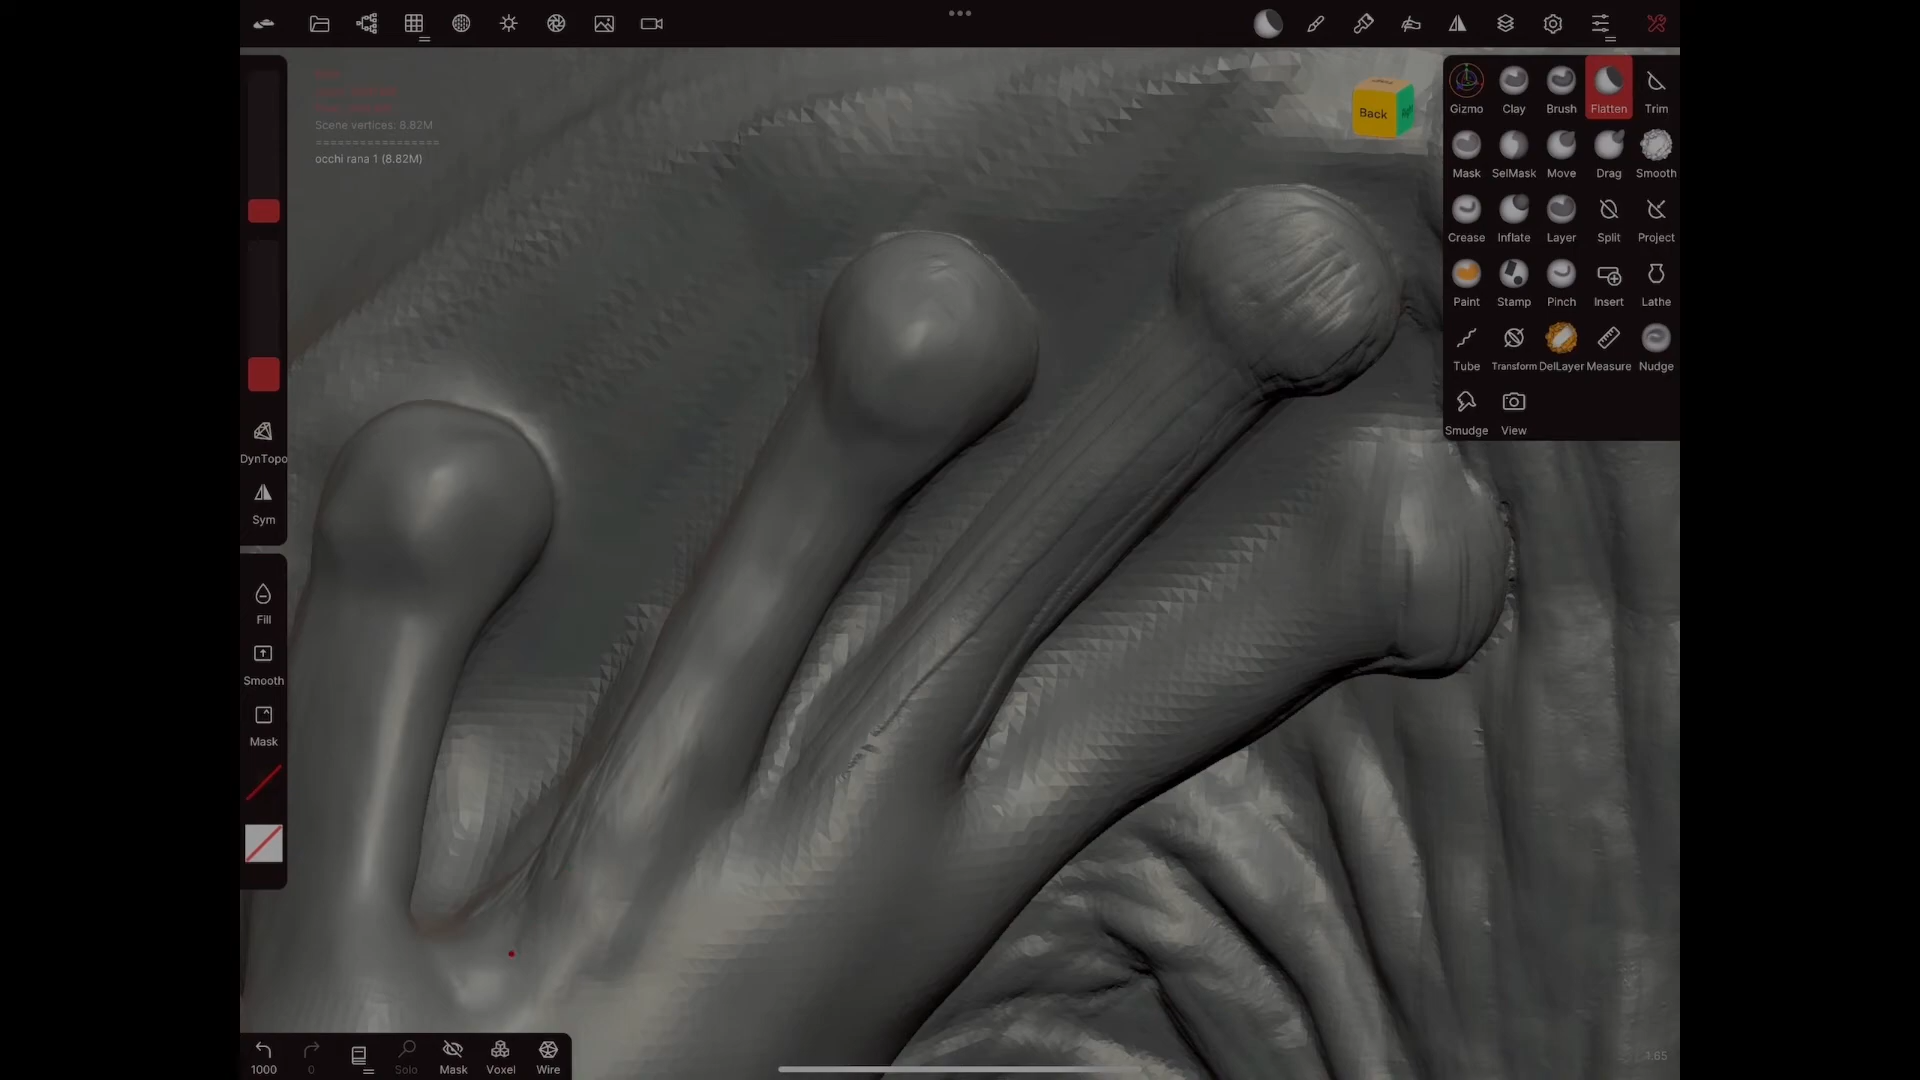 Scene vertices: 8.82M
=================
occhi rana 1 (8.82M)
Back
Gizmo Clay Brush Flatten Trim
Mask SelMask Move Drag Smooth
Crease Inflate Layer Split Project
Paint Stamp Pinch Insert Lathe
Tube Transform DelLayer Measure Nudge
Smudge View
DynTopo
Sym
Fill
Smooth
Mask
1000 0 Solo Mask Voxel Wire
1.65